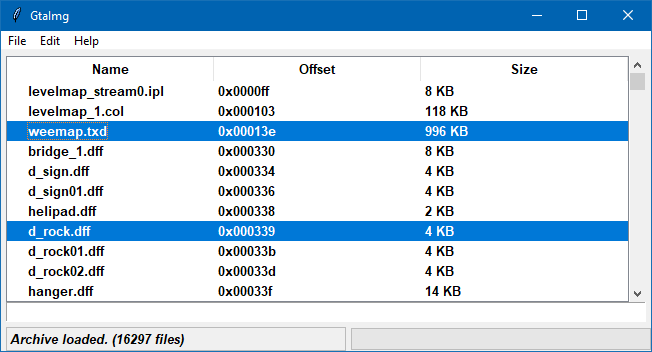 GtaImg
File Edit Help
Name Offset Size
levelmap_stream0.ipl 0x0000ff 8 KB
levelmap_1.col 0x000103 118 KB
weemap.txd 0x00013e 996 KB
bridge_1.dff 0x000330 8 KB
d_sign.dff 0x000334 4 KB
d_sign01.dff 0x000336 4 KB
helipad.dff 0x000338 2 KB
d_rock.dff 0x000339 4 KB
d_rock01.dff 0x00033b 4 KB
d_rock02.dff 0x00033d 4 KB
hanger.dff 0x00033f 14 KB
Archive loaded. (16297 files)